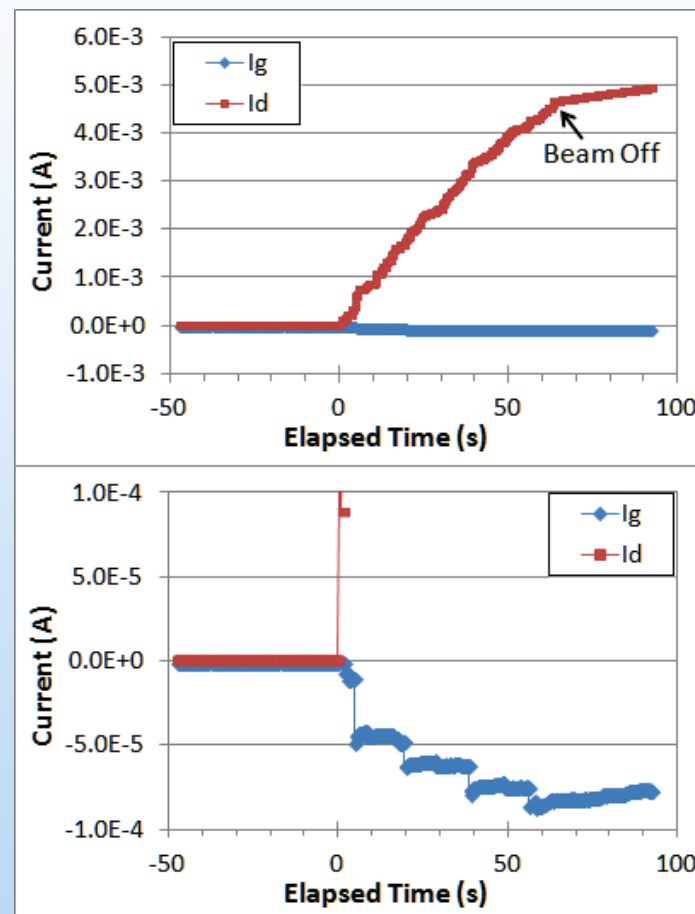 6.0E-3
5.0E-3
4.0E-3
3.0E-3
2.0E-3
1.0E-3
0.0E+0
-1.0E-3
Current (A)
Ig
Id
Beam Off
-50
0
50
100
Elapsed Time (s)
1.0E-4
5.0E-5
0.0E+0
-5.0E-5
-1.0E-4
Current (A)
Ig
Id
-50
0
50
100
Elapsed Time (s)